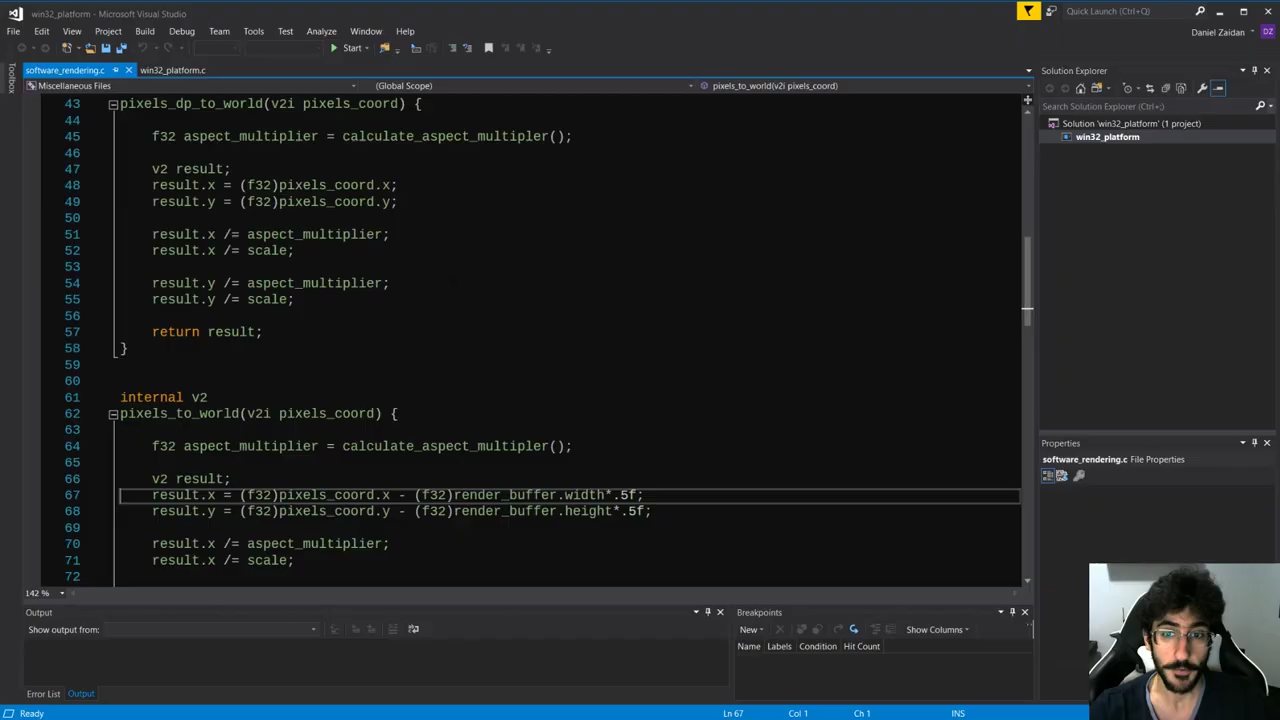 win32_platform - Microsoft Visual Studio
Quick Launch (Ctrl+Q)
File Edit View Project Build Debug Team Tools Test Analyze Window Help
Daniel Zaidan DZ
Start
Toolbox
software_rendering.c win32_platform.c
Miscellaneous Files (Global Scope) pixels_to_world(v2i pixels_coord)
43 pixels_dp_to_world(v2i pixels_coord) {
44
45 f32 aspect_multiplier = calculate_aspect_multipler();
46
47 v2 result;
48 result.x = (f32)pixels_coord.x;
49 result.y = (f32)pixels_coord.y;
50
51 result.x /= aspect_multiplier;
52 result.x /= scale;
53
54 result.y /= aspect_multiplier;
55 result.y /= scale;
56
57 return result;
58 }
59
60
61 internal v2
62 pixels_to_world(v2i pixels_coord) {
63
64 f32 aspect_multiplier = calculate_aspect_multipler();
65
66 v2 result;
67 result.x = (f32)pixels_coord.x - (f32)render_buffer.width*.5f;
68 result.y = (f32)pixels_coord.y - (f32)render_buffer.height*.5f;
69
70 result.x /= aspect_multiplier;
71 result.x /= scale;
72
142 %
Solution Explorer
Search Solution Explorer (Ctrl+;)
Solution 'win32_platform' (1 project)
win32_platform
Properties
software_rendering.c File Properties
Output
Show output from:
Breakpoints
New Show Columns
Name Labels Condition Hit Count
Error List Output
Ready Ln 67 Col 1 Ch 1 INS